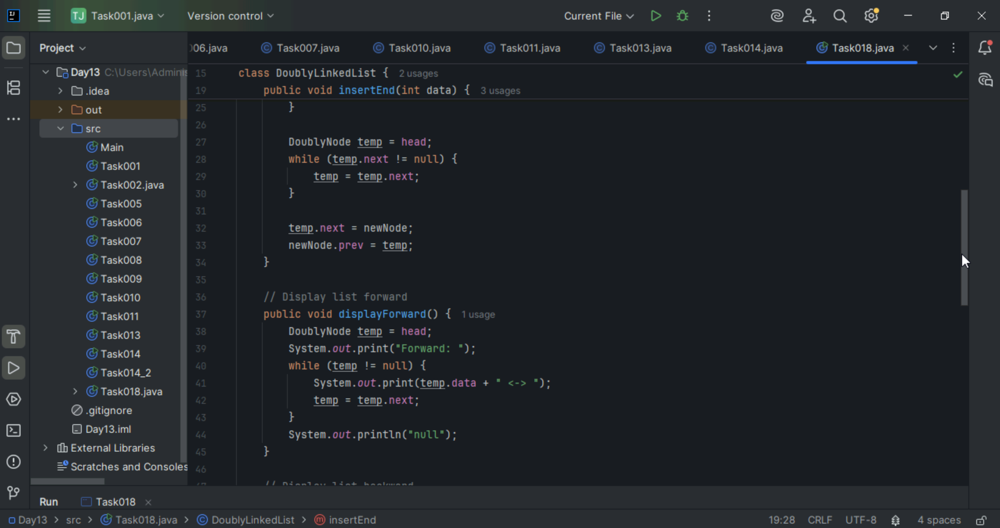 TJ Task001.java Version control Current File
Project
006.java Task007.java Task010.java Task011.java Task013.java Task014.java Task018.java
Day13 C:\Users\Adminis
.idea
out
src
Main
Task001
Task002.java
Task005
Task006
Task007
Task008
Task009
Task010
Task011
Task013
Task014
Task014_2
Task018.java
.gitignore
Day13.iml
External Libraries
Scratches and Consoles
15 class DoublyLinkedList { 2 usages
19 public void insertEnd(int data) { 3 usages
25 }
26
27 DoublyNode temp = head;
28 while (temp.next != null) {
29 temp = temp.next;
30 }
31
32 temp.next = newNode;
33 newNode.prev = temp;
34 }
35
36 // Display list forward
37 public void displayForward() { 1 usage
38 DoublyNode temp = head;
39 System.out.print("Forward: ");
40 while (temp != null) {
41 System.out.print(temp.data + " <-> ");
42 temp = temp.next;
43 }
44 System.out.println("null");
45 }
46
47 // Display list backward
Run Task018
Day13 > src > Task018.java > DoublyLinkedList > insertEnd 19:28 CRLF UTF-8 4 spaces